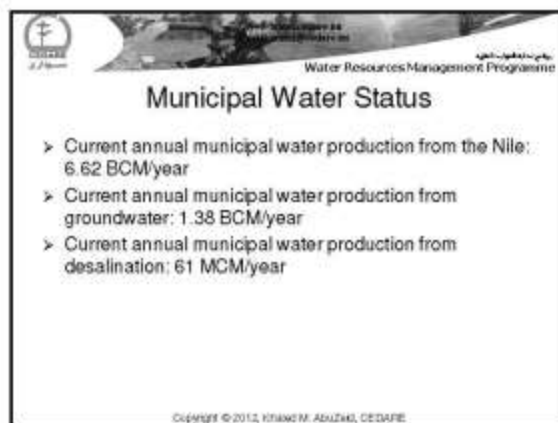 Water Resources Management Programme
Municipal Water Status
➢ Current annual municipal water production from the Nile:
6.62 BCM/year
➢ Current annual municipal water production from
groundwater: 1.38 BCM/year
➢ Current annual municipal water production from
desalination: 61 MCM/year
Copyright © 2012, Khaled M. AbuZeid, CEDARE